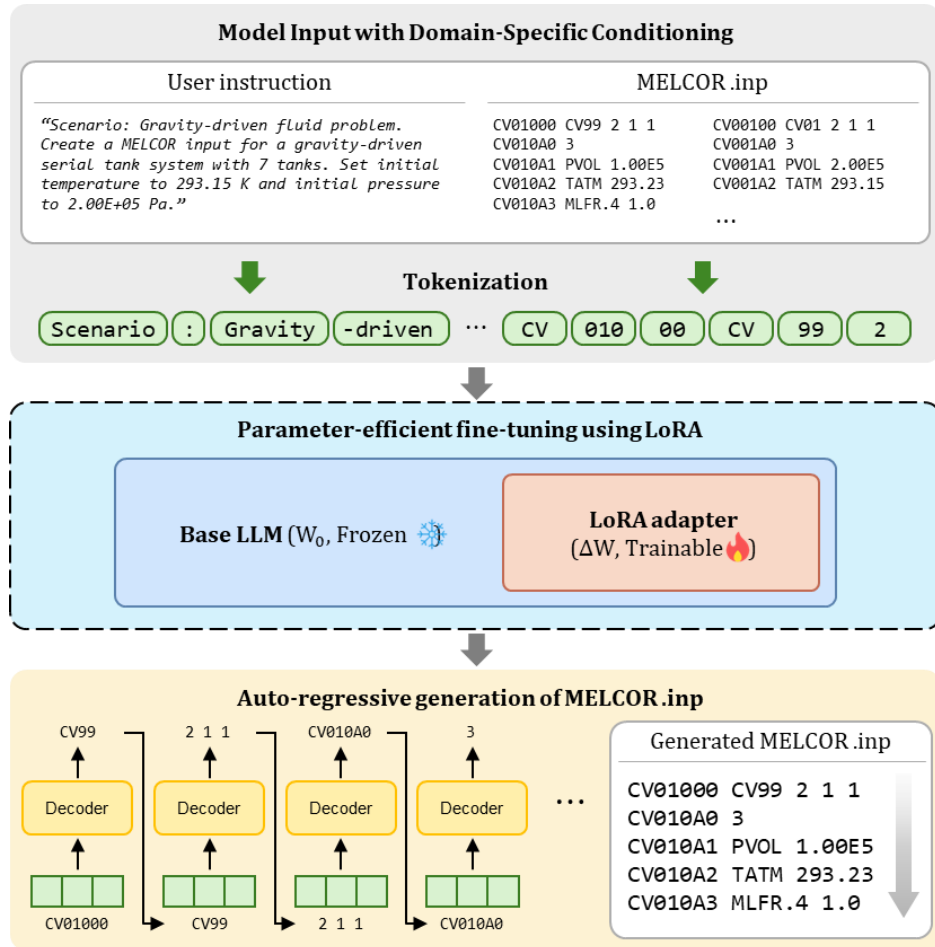 Model Input with Domain-Specific Conditioning
User instruction
“Scenario: Gravity-driven fluid problem.
Create a MELCOR input for a gravity-driven
serial tank system with 7 tanks. Set initial
temperature to 293.15 K and initial pressure
to 2.00E+05 Pa.”
MELCOR .inp
CV01000 CV99 2 1 1
CV010A0 3
CV010A1 PVOL 1.00E5
CV010A2 TATM 293.23
CV010A3 MLFR.4 1.0
CV00100 CV01 2 1 1
CV001A0 3
CV001A1 PVOL 2.00E5
CV001A2 TATM 293.15
...
Tokenization
Scenario : Gravity -driven ... CV 010 00 CV 99 2
Parameter-efficient fine-tuning using LoRA
Base LLM (W₀, Frozen )
LoRA adapter
(ΔW, Trainable )
Auto-regressive generation of MELCOR .inp
CV99 2 1 1 CV010A0 3
Decoder Decoder Decoder Decoder ...
CV01000 CV99 2 1 1 CV010A0
Generated MELCOR .inp
CV01000 CV99 2 1 1
CV010A0 3
CV010A1 PVOL 1.00E5
CV010A2 TATM 293.23
CV010A3 MLFR.4 1.0